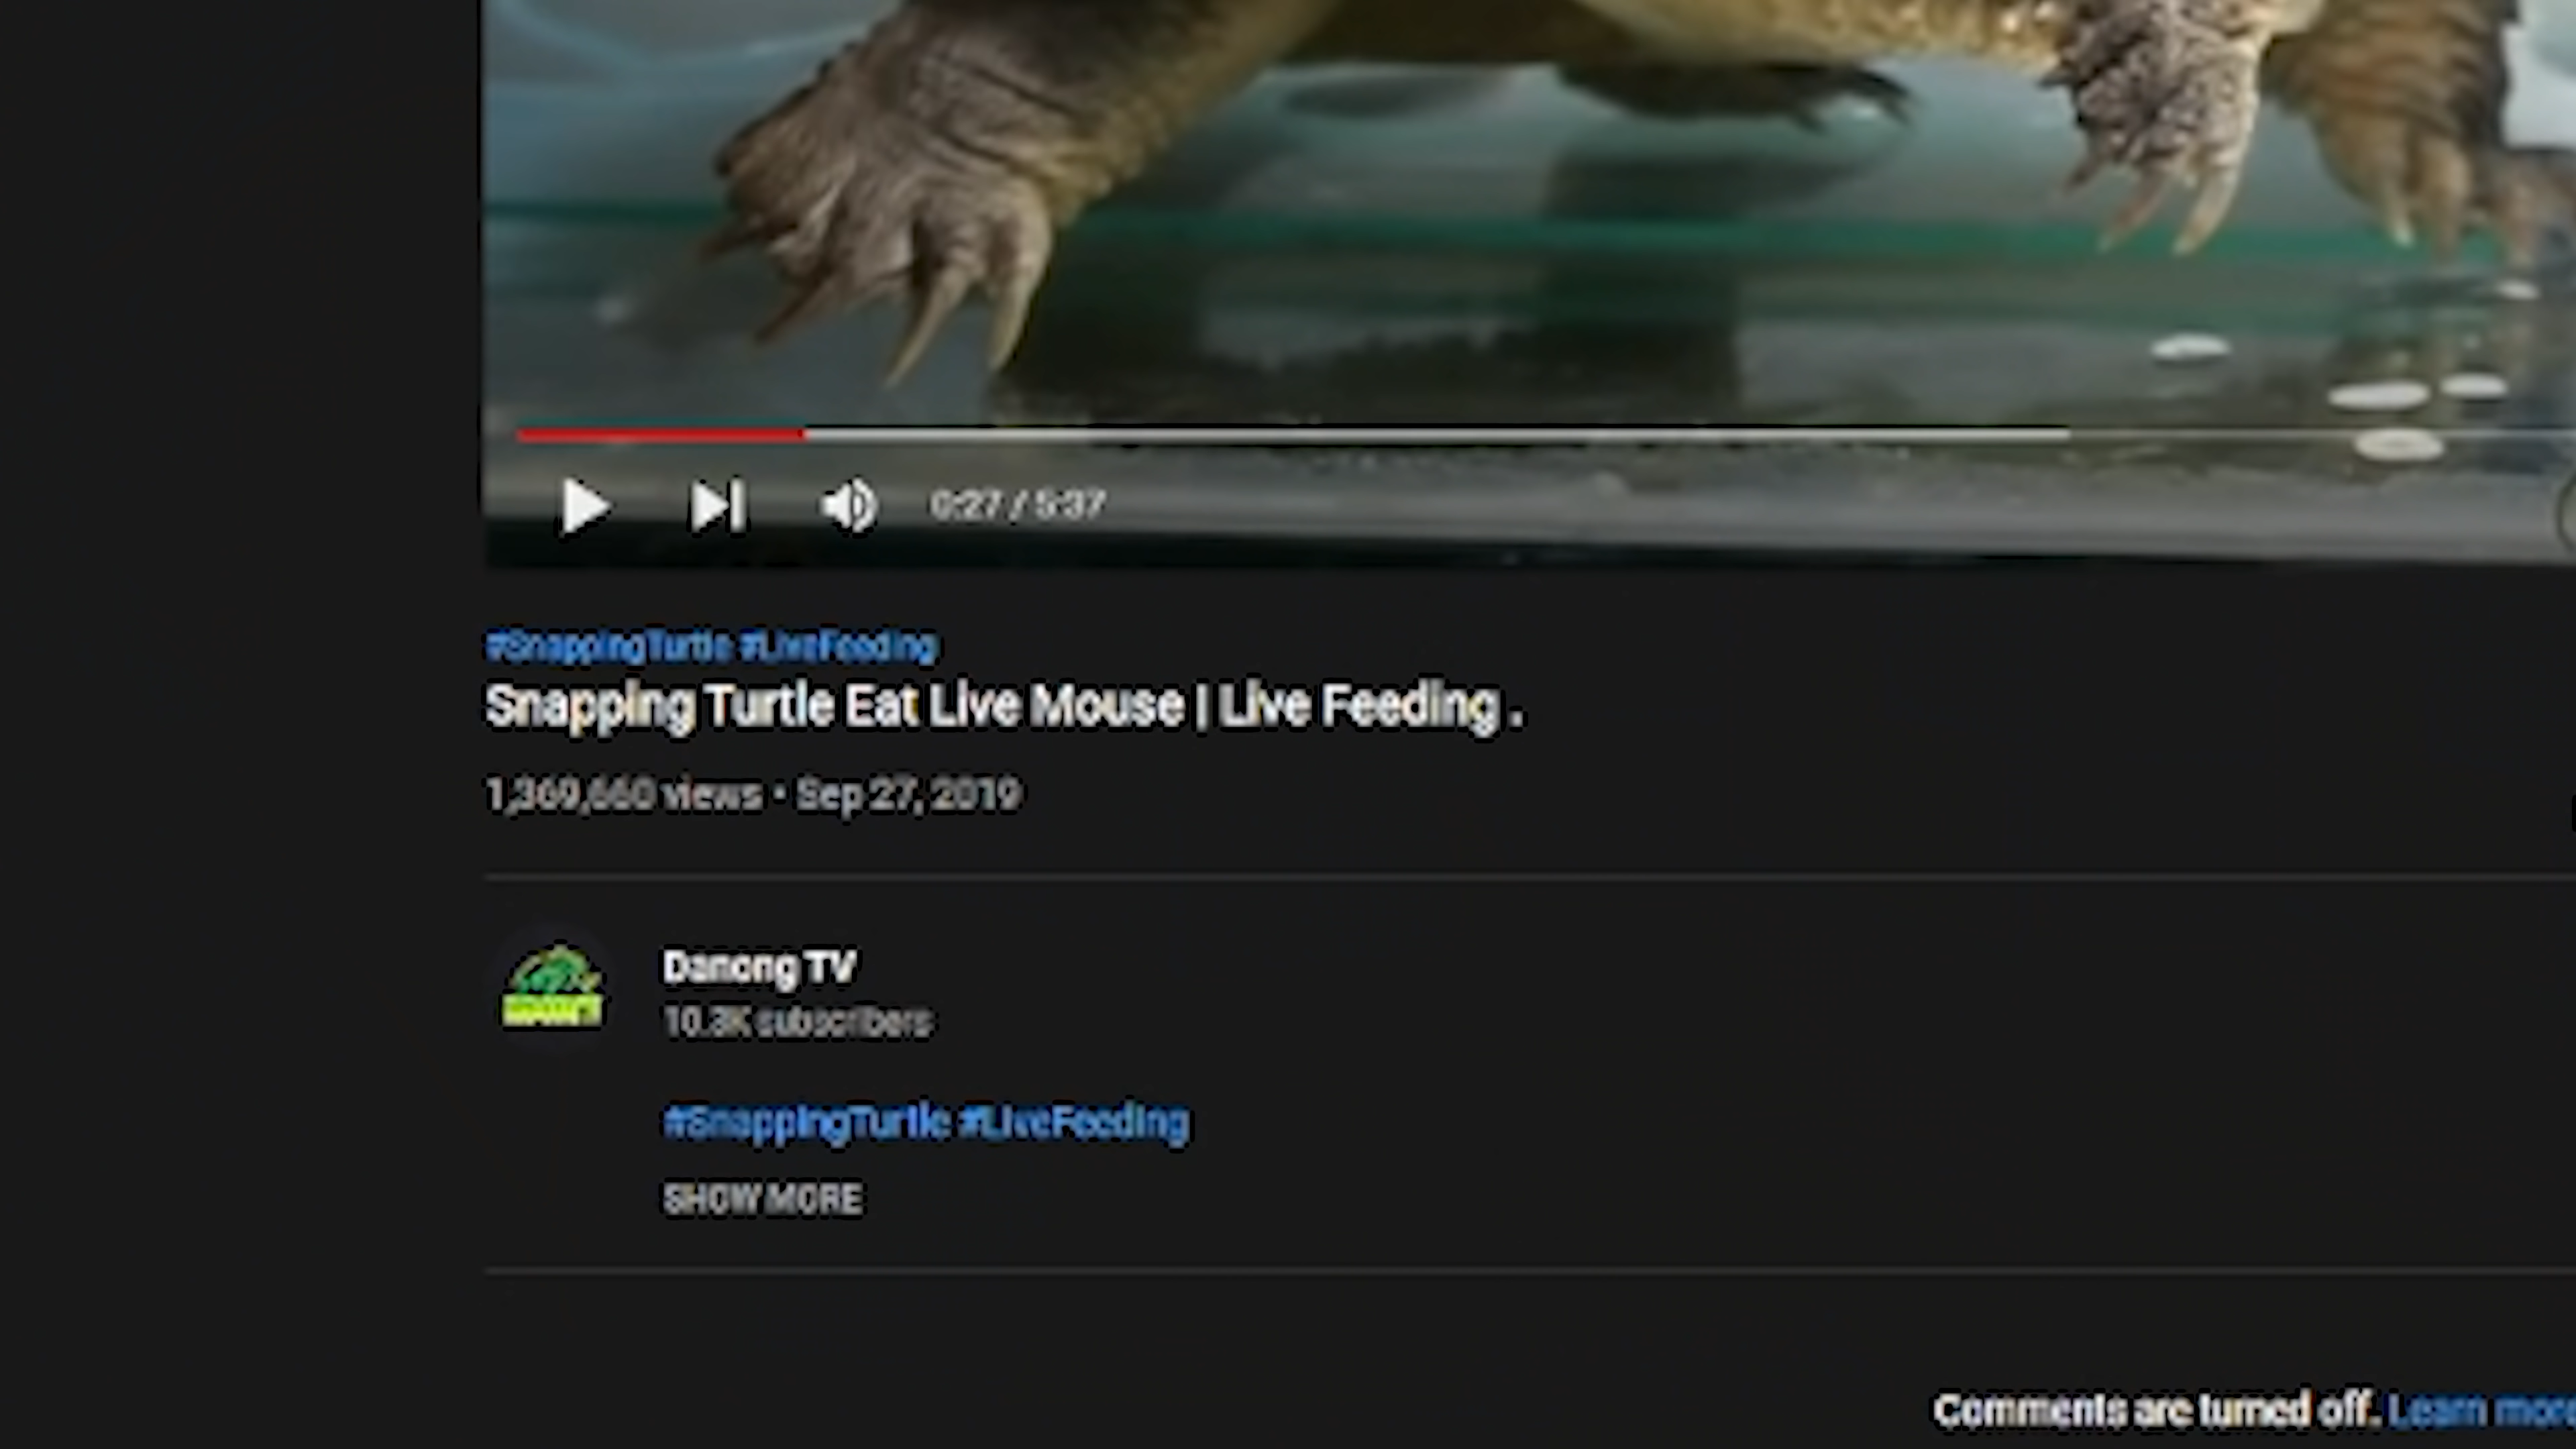 0:27 / 5:37
#SnappingTurtle #LiveFeeding
Snapping Turtle Eat Live Mouse | Live Feeding .
1,369,660 views • Sep 27, 2019
Danong TV
10.3K subscribers
#SnappingTurtle #LiveFeeding
SHOW MORE
Comments are turned off. Learn more